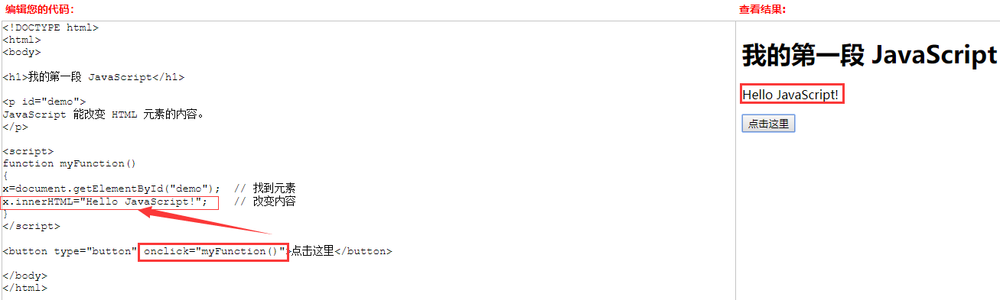 编辑您的代码：
查看结果:
<!DOCTYPE html>
<html>
<body>
<h1>我的第一段 JavaScript</h1>
<p id="demo">
JavaScript 能改变 HTML 元素的内容。
</p>
<script>
function myFunction()
{
x=document.getElementById("demo");  // 找到元素
x.innerHTML="Hello JavaScript!";    // 改变内容
}
</script>
<button type="button" onclick="myFunction()">点击这里</button>
</body>
</html>
我的第一段 JavaScript
Hello JavaScript!
点击这里